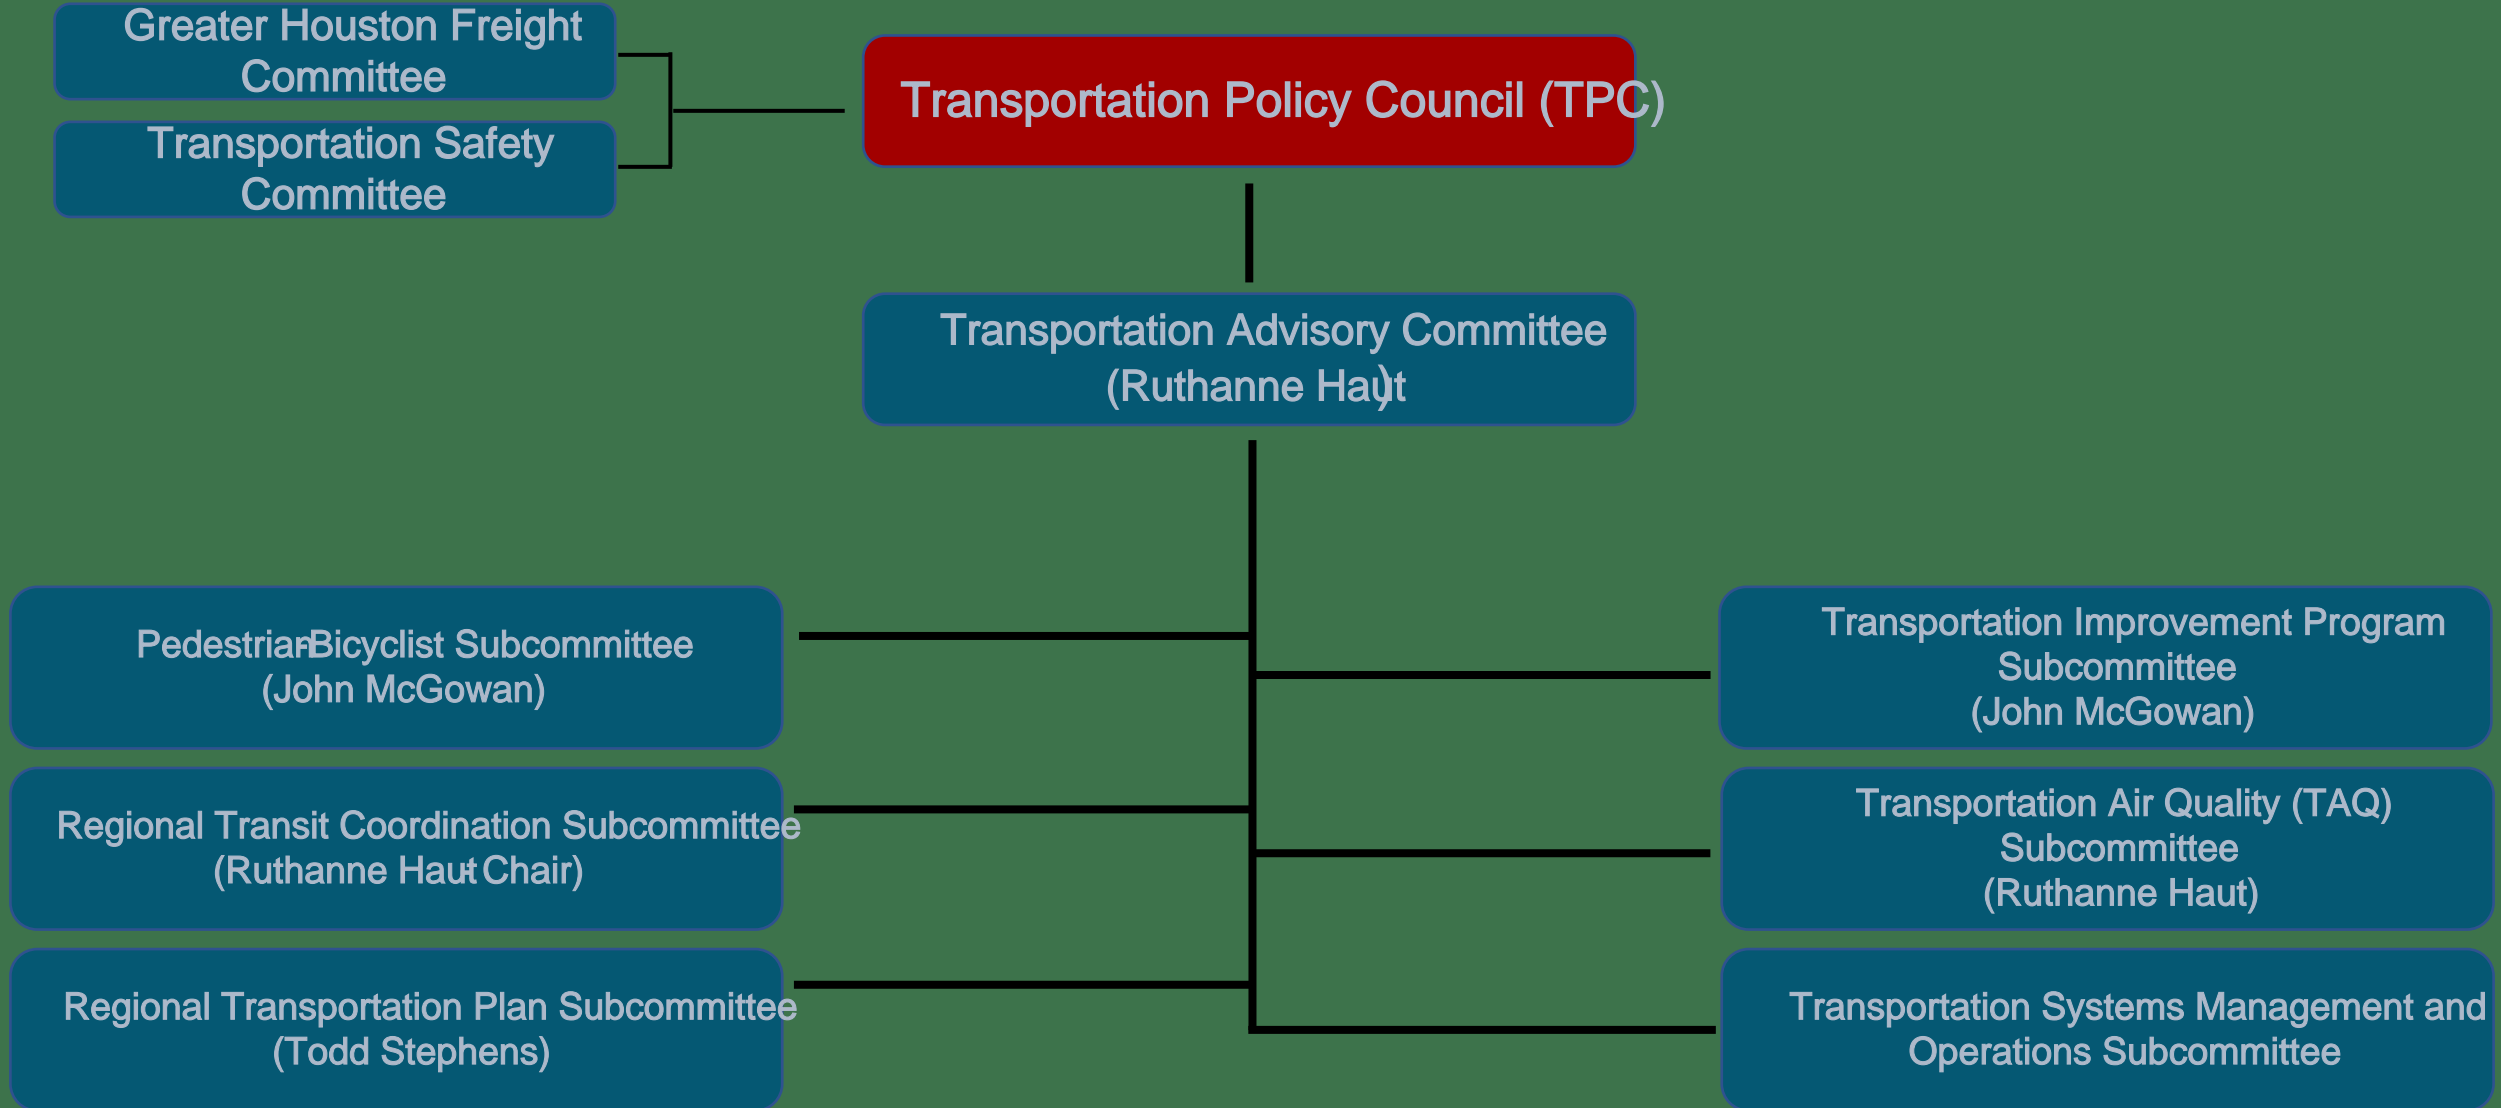 Greater Houston Freight
Committee
Transportation Safety
Committee
Transportation Policy Council (TPC)
Transportation Advisory Committee
(Ruthanne Haut)
Pedestrian-Bicyclist Subcommittee
(John McGowan)
Regional Transit Coordination Subcommittee
(Ruthanne Haut-Chair)
Regional Transportation Plan Subcommittee
(Todd Stephens)
Transportation Improvement Program
Subcommittee
(John McGowan)
Transportation Air Quality (TAQ)
Subcommittee
(Ruthanne Haut)
Transportation Systems Management and
Operations Subcommittee